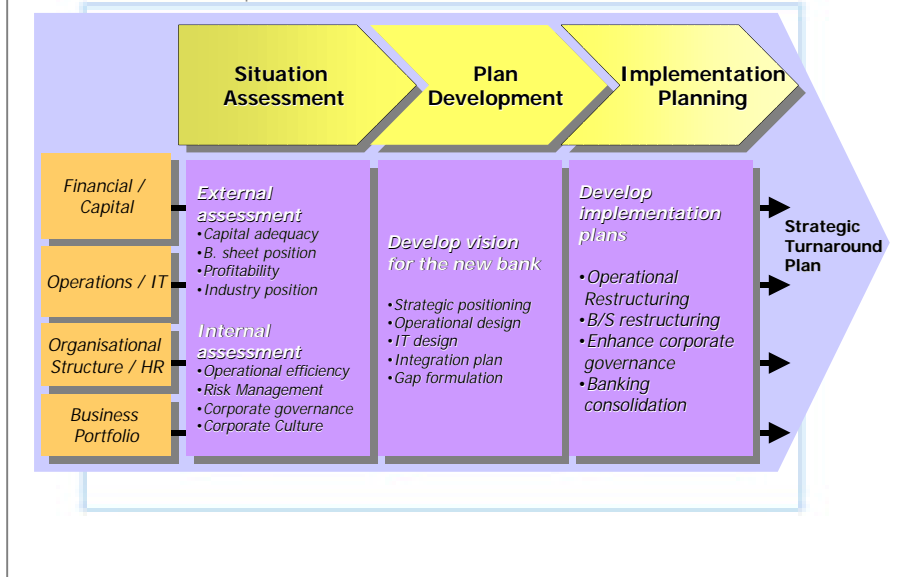 Situation
Assessment
Plan
Development
Implementation
Planning
Financial /
Capital
Operations / IT
Organisational
Structure / HR
Business
Portfolio
External
assessment
•Capital adequacy
•B. sheet position
•Profitability
•Industry position
Internal
assessment
•Operational efficiency
•Risk Management
•Corporate governance
•Corporate Culture
Develop vision
for the new bank
•Strategic positioning
•Operational design
•IT design
•Integration plan
•Gap formulation
Develop
implementation
plans
•Operational
Restructuring
•B/S restructuring
•Enhance corporate
governance
•Banking
consolidation
Strategic
Turnaround
Plan